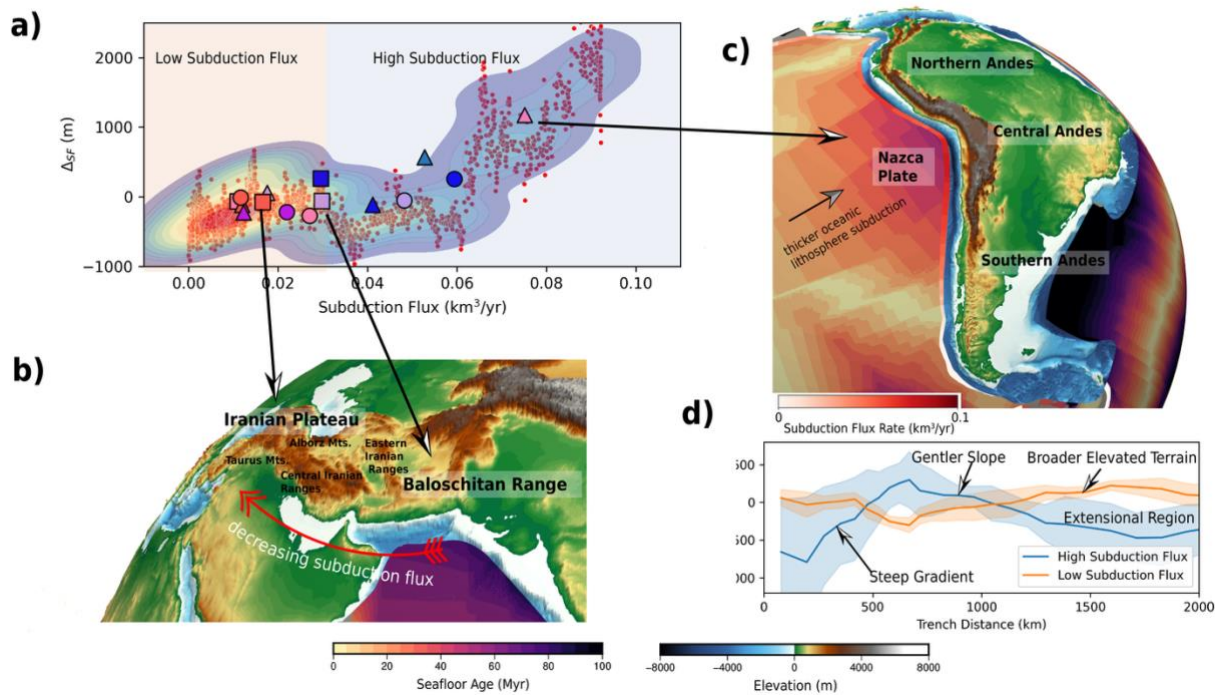 a)
Low Subduction Flux
High Subduction Flux
2000
1000
0
−1000
Δ_SF (m)
0.00 0.02 0.04 0.06 0.08 0.10
Subduction Flux (km³/yr)
b)
Iranian Plateau
Alborz Mts.
Eastern
Iranian
Ranges
Taurus Mts.
Central Iranian
Ranges
Baloschitan Range
decreasing subduction flux
0 20 40 60 80 100
Seafloor Age (Myr)
c)
Northern Andes
Central Andes
Nazca
Plate
thicker oceanic
lithosphere subduction
Southern Andes
0 0.1
Subduction Flux Rate (km³/yr)
d)
Gentler Slope
Broader Elevated Terrain
Extensional Region
Steep Gradient
High Subduction Flux
Low Subduction Flux
0
0 500 1000 1500 2000
Trench Distance (km)
−8000 −4000 0 4000 8000
Elevation (m)